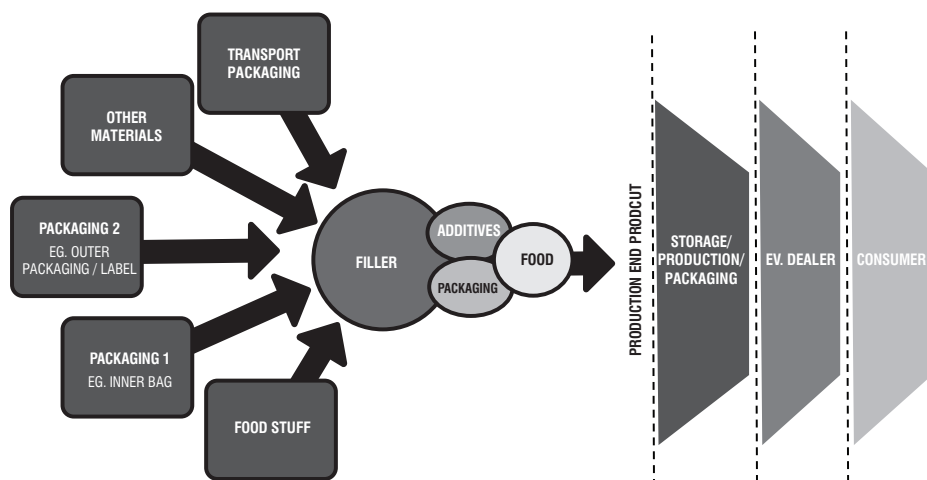 TRANSPORT
PACKAGING
OTHER
MATERIALS
PACKAGING 2
EG. OUTER
PACKAGING / LABEL
PACKAGING 1
EG. INNER BAG
FOOD STUFF
FILLER
ADDITIVES
PACKAGING
FOOD
PRODUCTION END PRODCUT
STORAGE/
PRODUCTION/
PACKAGING
EV. DEALER
CONSUMER